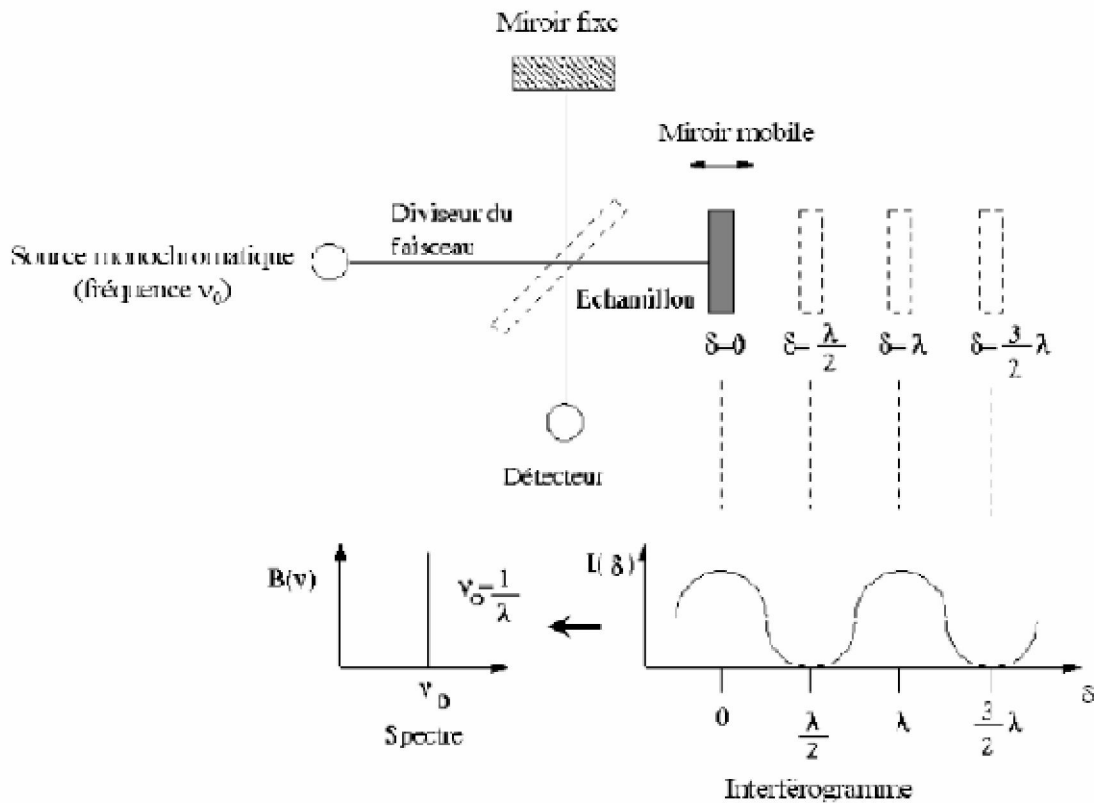 Miroir fixe
Miroir mobile
Diviseur du
faisceau
Source monochromatique
(fréquence ν₀)
Echantillon
δ=0
δ=λ/2
δ=λ
δ=3/2 λ
Détecteur
B(ν)
ν₀=1/λ
I(δ)
ν₀
δ
0
λ/2
λ
3/2 λ
Spectre
Interférogramme